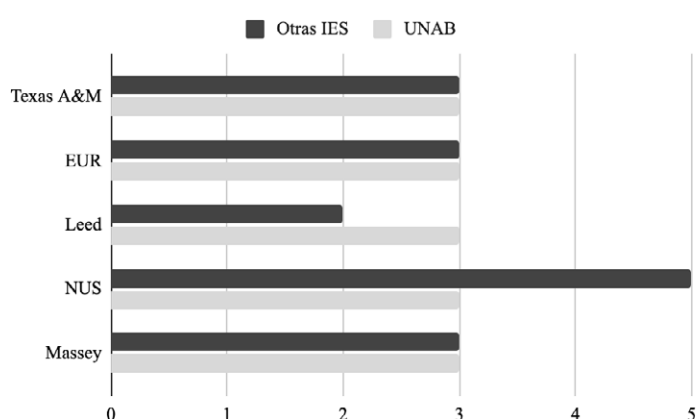 Otras IES UNAB
Texas A&M
EUR
Leed
NUS
Massey
0 1 2 3 4 5